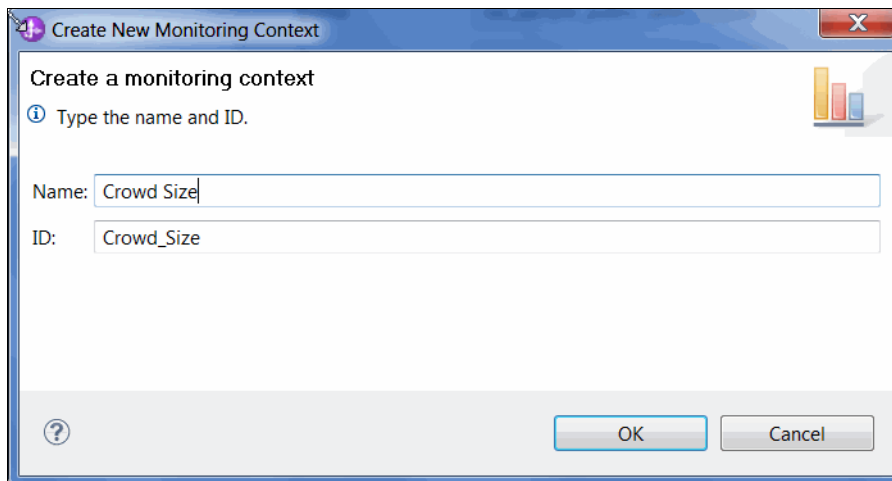 Create New Monitoring Context
Create a monitoring context
Type the name and ID.
Name: Crowd Size
ID: Crowd_Size
OK Cancel